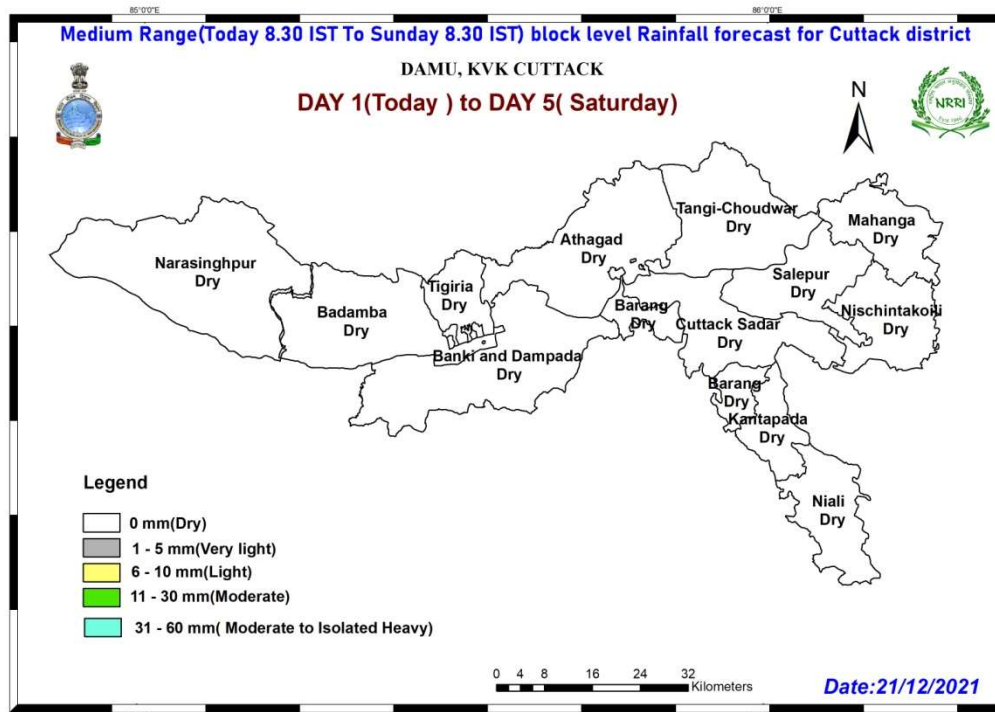 85°0'0"E
86°0'0"E
Medium Range(Today 8.30 IST To Sunday 8.30 IST) block level Rainfall forecast for Cuttack district
DAMU, KVK CUTTACK
DAY 1(Today ) to DAY 5( Saturday)
N
NRRI
Tangi-Choudwar
Dry
Mahanga
Dry
Athagad
Dry
Narasinghpur
Dry
Salepur
Dry
Tigiria
Dry
Badamba
Dry
Barang
Dry
Cuttack Sadar
Dry
Nischintakoili
Dry
Banki and Dampada
Dry
Barang
Dry
Kantapada
Dry
Niali
Dry
Legend
0 mm(Dry)
1 - 5 mm(Very light)
6 - 10 mm(Light)
11 - 30 mm(Moderate)
31 - 60 mm( Moderate to Isolated Heavy)
0 4 8 16 24 32
Kilometers
Date:21/12/2021